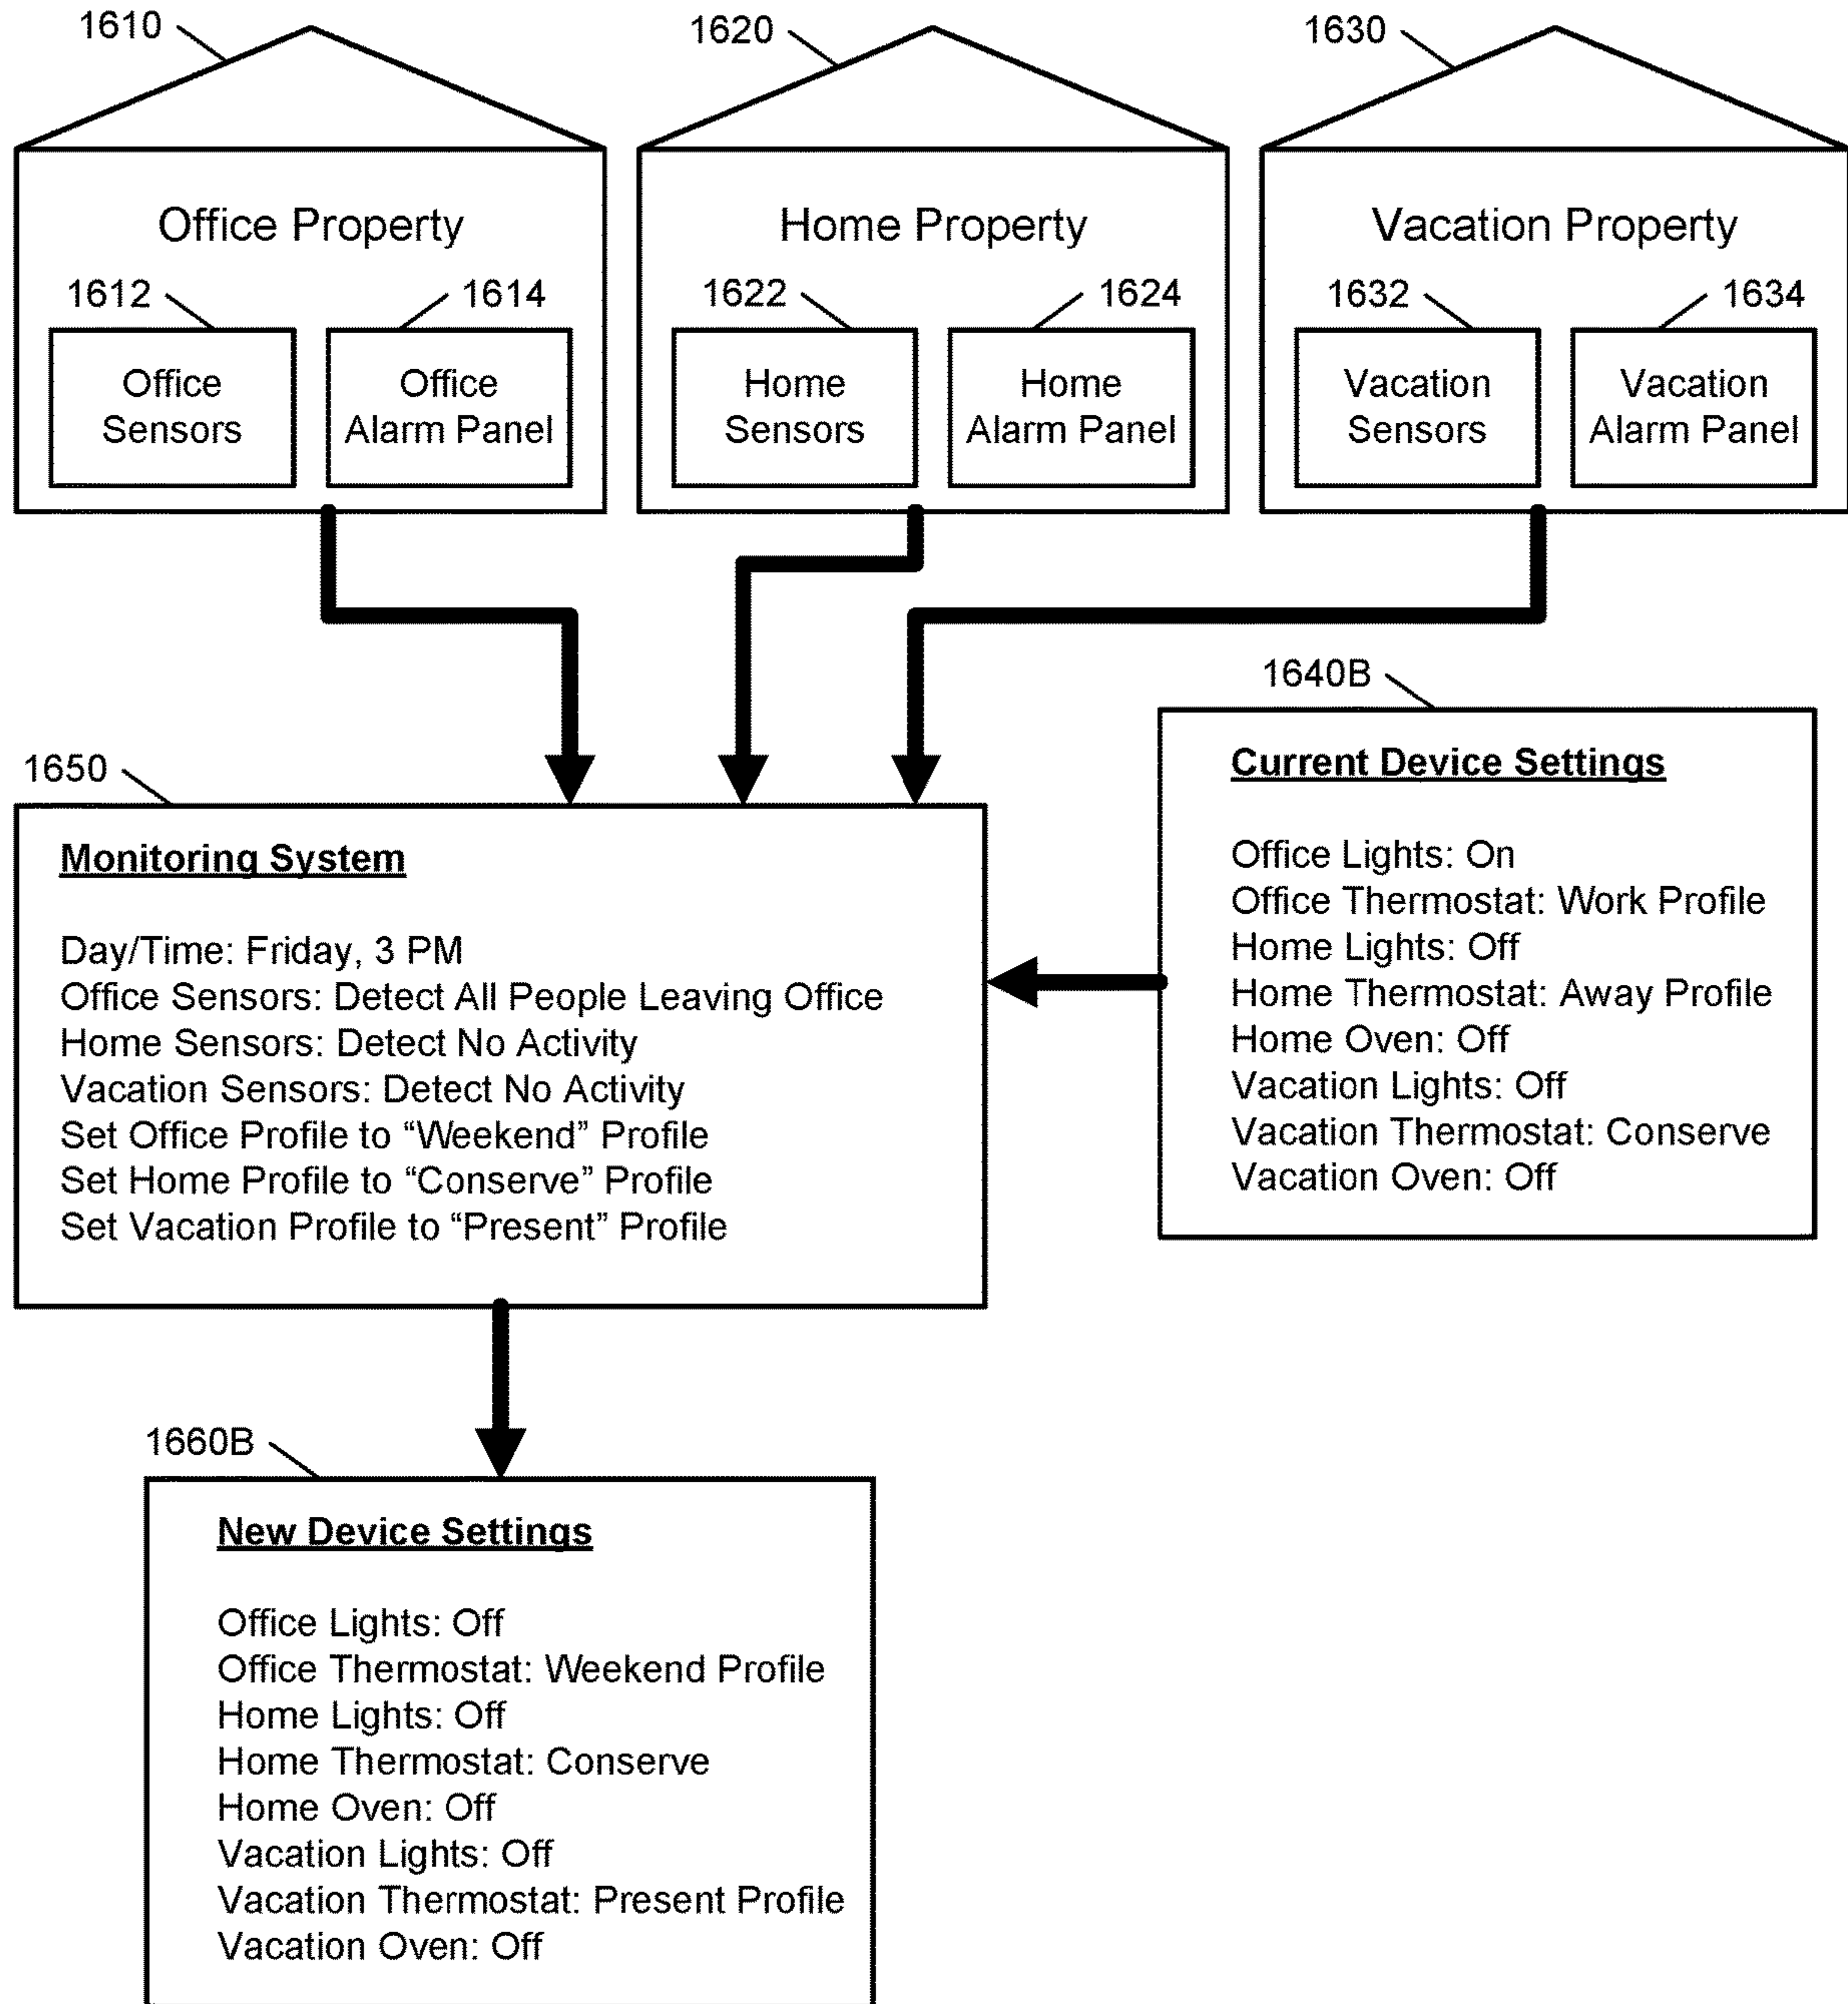 1610
1620
1630
Office Property
Home Property
Vacation Property
1612
1614
1622
1624
1632
1634
Office
Sensors
Office
Alarm Panel
Home
Sensors
Home
Alarm Panel
Vacation
Sensors
Vacation
Alarm Panel
1640B
Current Device Settings
Office Lights: On
Office Thermostat: Work Profile
Home Lights: Off
Home Thermostat: Away Profile
Home Oven: Off
Vacation Lights: Off
Vacation Thermostat: Conserve
Vacation Oven: Off
1650
Monitoring System
Day/Time: Friday, 3 PM
Office Sensors: Detect All People Leaving Office
Home Sensors: Detect No Activity
Vacation Sensors: Detect No Activity
Set Office Profile to “Weekend” Profile
Set Home Profile to “Conserve” Profile
Set Vacation Profile to “Present” Profile
1660B
New Device Settings
Office Lights: Off
Office Thermostat: Weekend Profile
Home Lights: Off
Home Thermostat: Conserve
Home Oven: Off
Vacation Lights: Off
Vacation Thermostat: Present Profile
Vacation Oven: Off